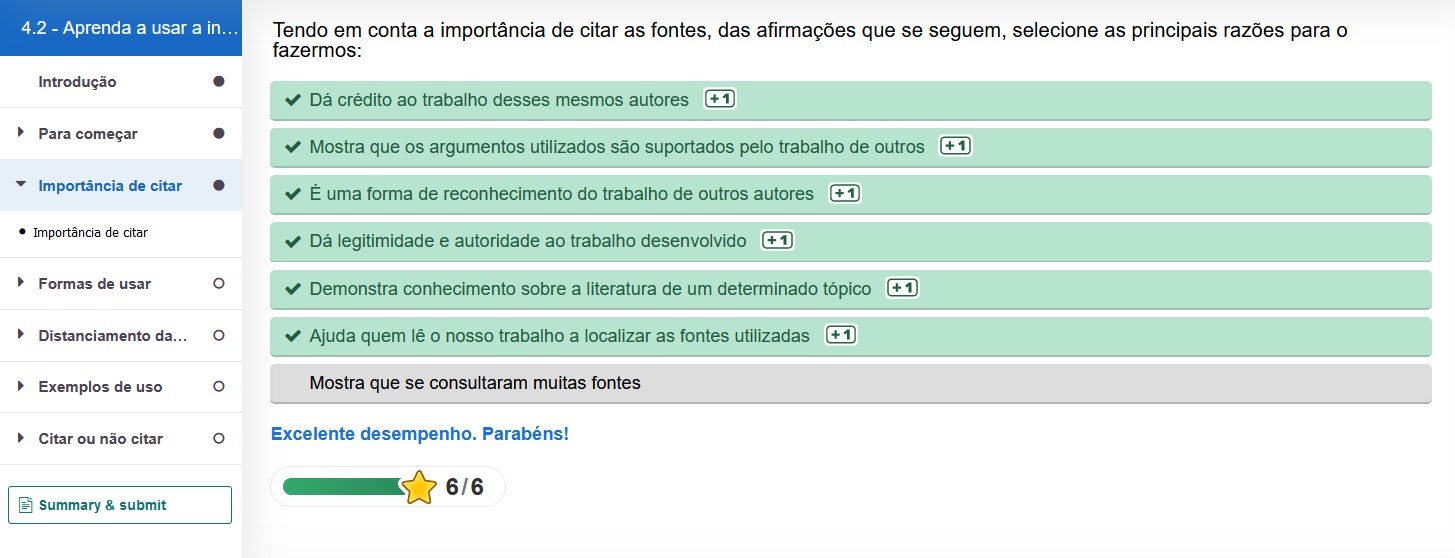 4.2 - Aprenda a usar a in...
Introdução
Para começar
Importância de citar
Importância de citar
Formas de usar
Distanciamento da...
Exemplos de uso
Citar ou não citar
Summary & submit
Tendo em conta a importância de citar as fontes, das afirmações que se seguem, selecione as principais razões para o
fazermos:
Dá crédito ao trabalho desses mesmos autores +1
Mostra que os argumentos utilizados são suportados pelo trabalho de outros +1
É uma forma de reconhecimento do trabalho de outros autores +1
Dá legitimidade e autoridade ao trabalho desenvolvido +1
Demonstra conhecimento sobre a literatura de um determinado tópico +1
Ajuda quem lê o nosso trabalho a localizar as fontes utilizadas +1
Mostra que se consultaram muitas fontes
Excelente desempenho. Parabéns!
6/6